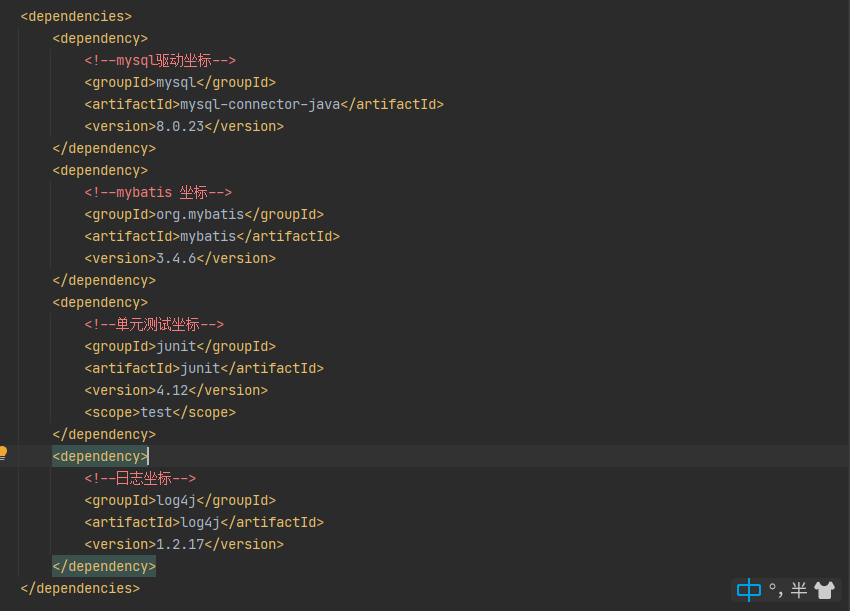 <dependencies>
<dependency>
<!--mysql驱动坐标-->
<groupId>mysql</groupId>
<artifactId>mysql-connector-java</artifactId>
<version>8.0.23</version>
</dependency>
<dependency>
<!--mybatis 坐标-->
<groupId>org.mybatis</groupId>
<artifactId>mybatis</artifactId>
<version>3.4.6</version>
</dependency>
<dependency>
<!--单元测试坐标-->
<groupId>junit</groupId>
<artifactId>junit</artifactId>
<version>4.12</version>
<scope>test</scope>
</dependency>
<dependency>
<!--日志坐标-->
<groupId>log4j</groupId>
<artifactId>log4j</artifactId>
<version>1.2.17</version>
</dependency>
</dependencies>
中 °, 半